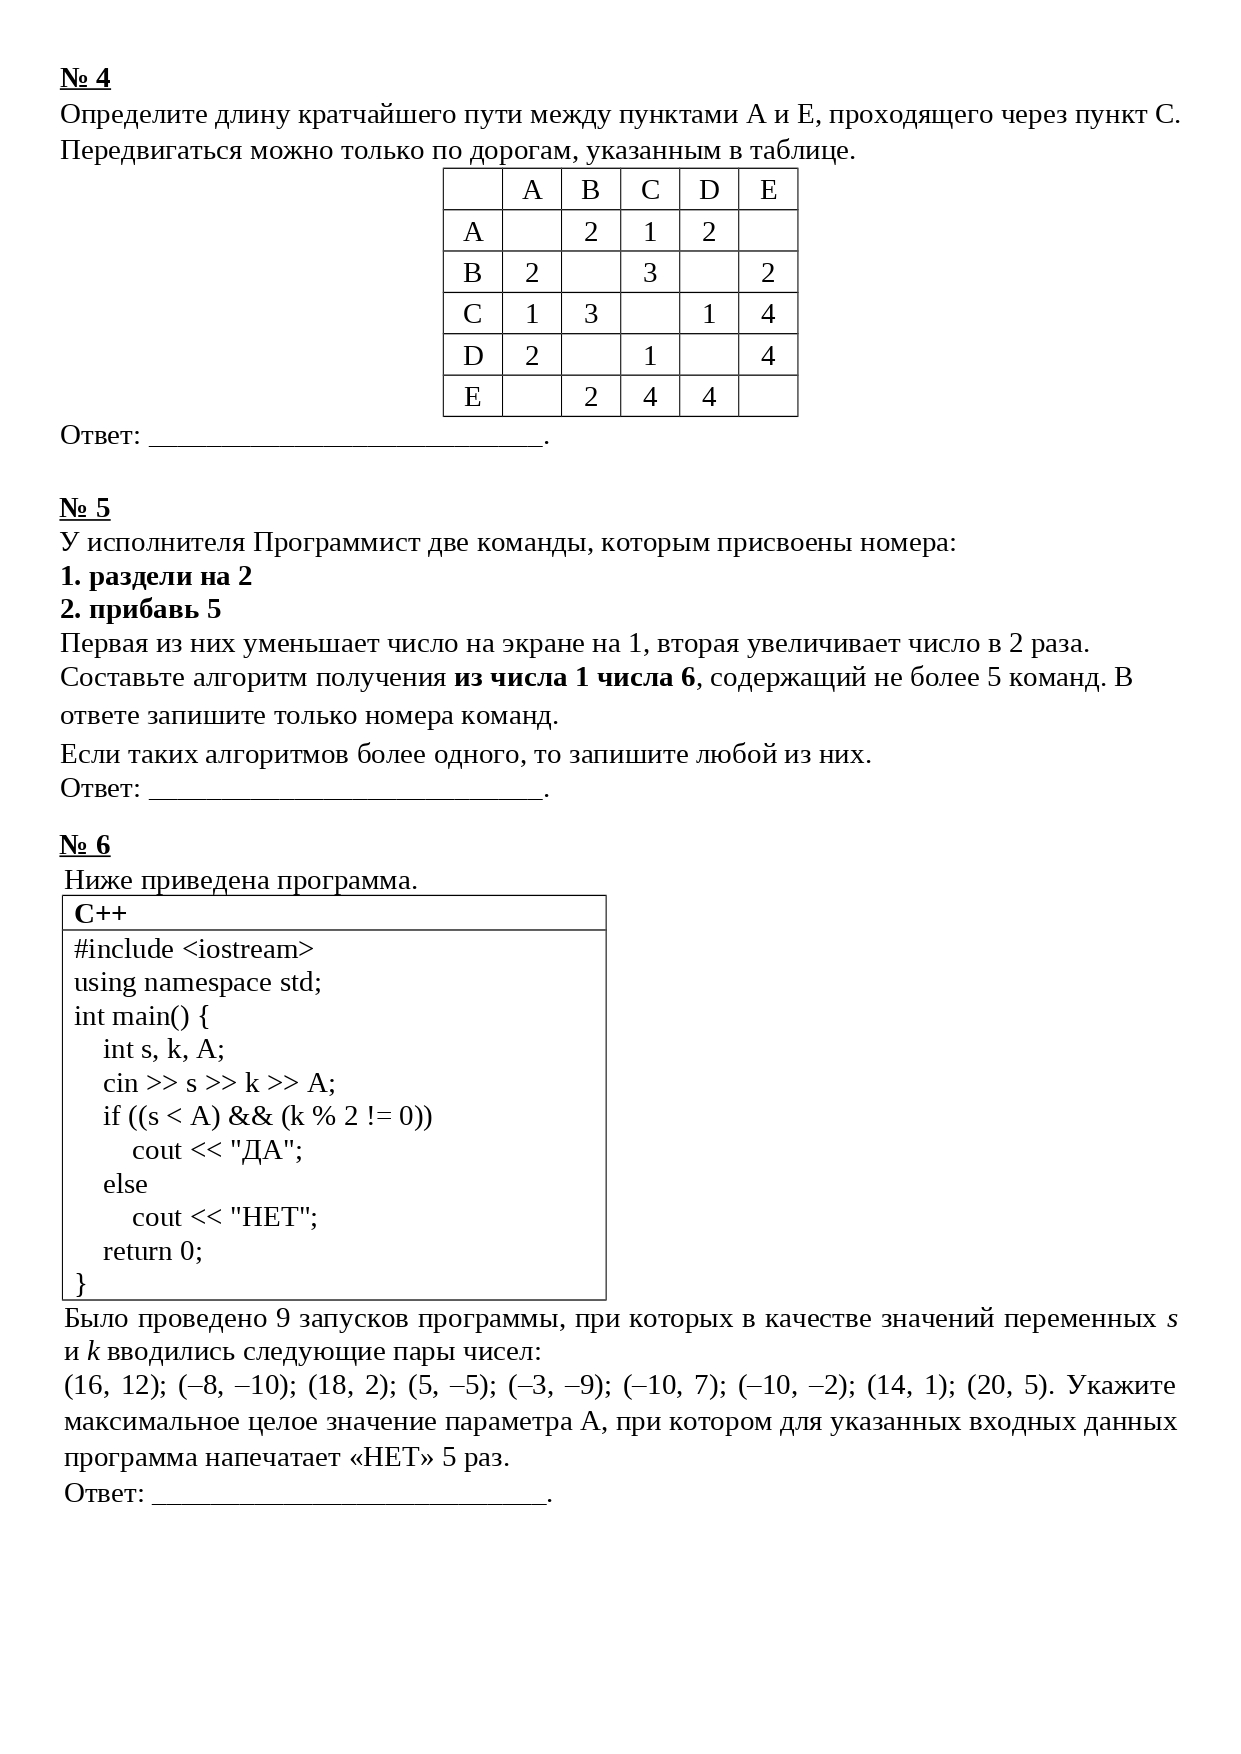 № 4
Определите длину кратчайшего пути между пунктами А и Е, проходящего через пункт С.
Передвигаться можно только по дорогам, указанным в таблице.
A B C D E
A 2 1 2
B 2 3 2
C 1 3 1 4
D 2 1 4
E 2 4 4
Ответ: ___________________________.
№ 5
У исполнителя Программист две команды, которым присвоены номера:
1. раздели на 2
2. прибавь 5
Первая из них уменьшает число на экране на 1, вторая увеличивает число в 2 раза.
Составьте алгоритм получения из числа 1 числа 6, содержащий не более 5 команд. В
ответе запишите только номера команд.
Если таких алгоритмов более одного, то запишите любой из них.
Ответ: ___________________________.
№ 6
Ниже приведена программа.
C++
#include <iostream>
using namespace std;
int main() {
int s, k, A;
cin >> s >> k >> A;
if ((s < A) && (k % 2 != 0))
cout << "ДА";
else
cout << "НЕТ";
return 0;
}
Было проведено 9 запусков программы, при которых в качестве значений переменных s
и k вводились следующие пары чисел:
(16, 12); (–8, –10); (18, 2); (5, –5); (–3, –9); (–10, 7); (–10, –2); (14, 1); (20, 5). Укажите
максимальное целое значение параметра А, при котором для указанных входных данных
программа напечатает «НЕТ» 5 раз.
Ответ: ___________________________.